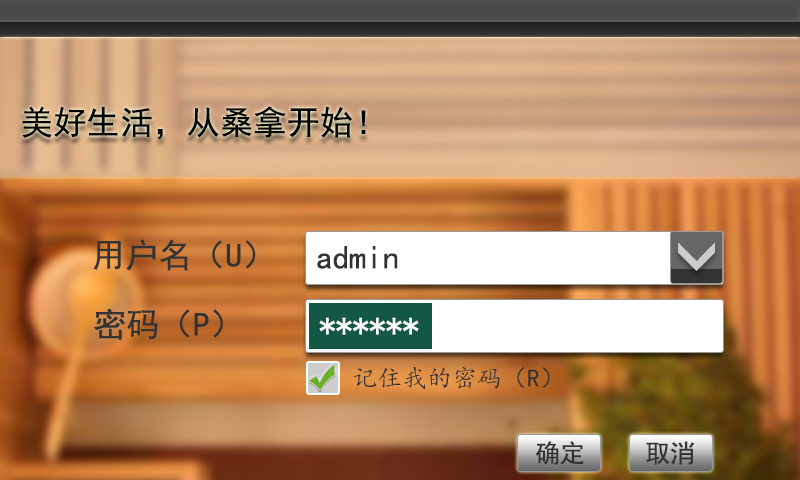 美好生活，从桑拿开始！
用户名（U） admin
密码（P） ******
记住我的密码（R）
确定 取消